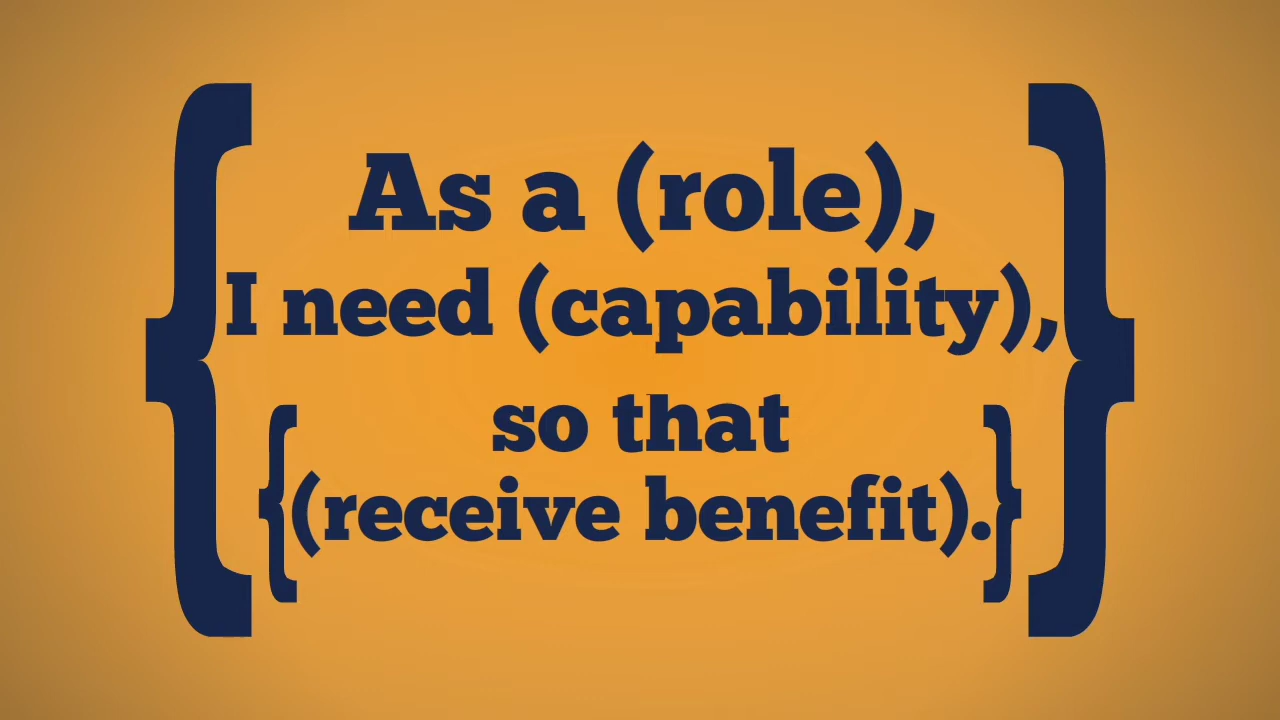 As a (role),
I need (capability),
so that
(receive benefit).